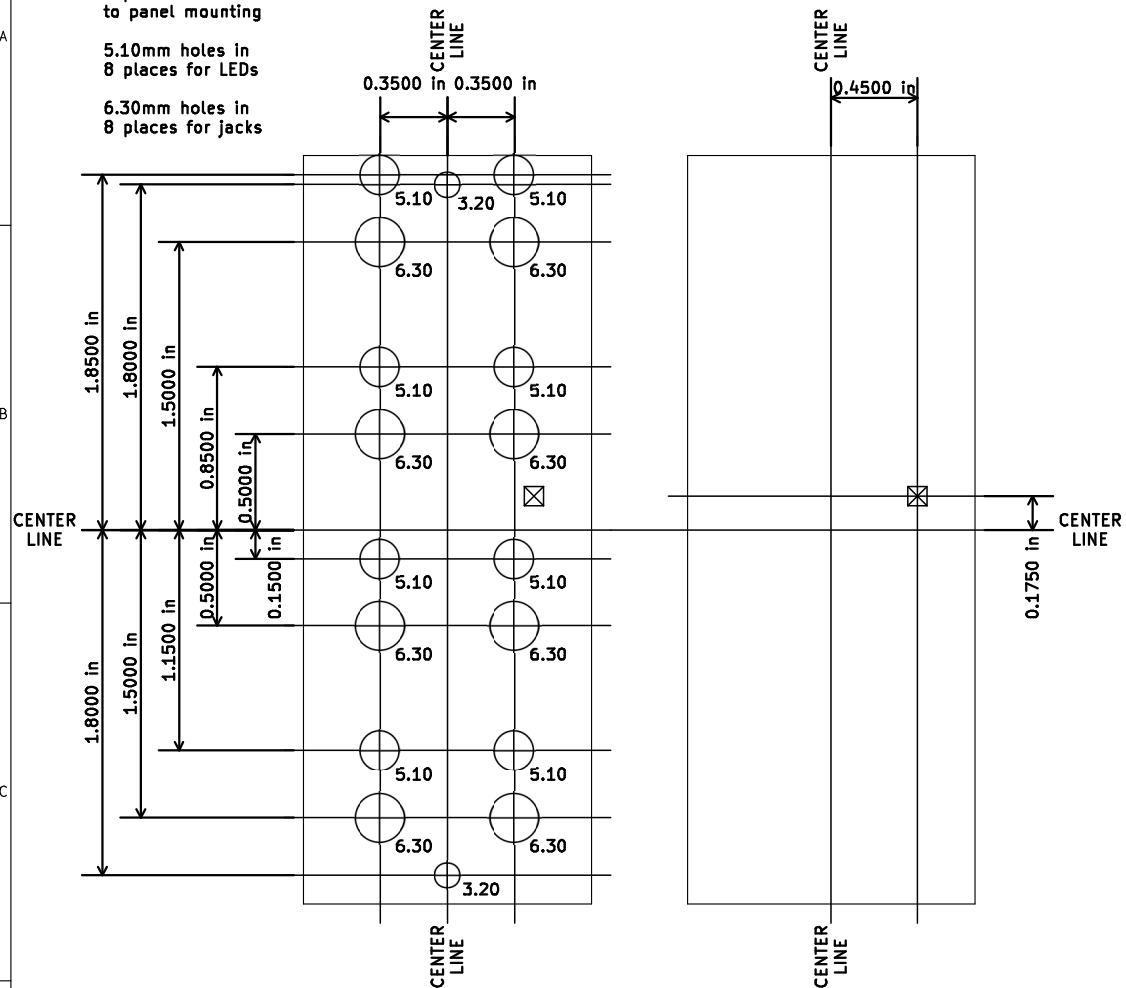 to panel mounting
5.10mm holes in
8 places for LEDs
6.30mm holes in
8 places for jacks
CENTER
LINE
CENTER
LINE
0.3500 in
0.3500 in
0.4500 in
A
5.10
3.20
5.10
6.30
6.30
1.8500 in
1.8000 in
1.5000 in
0.8500 in
0.5000 in
5.10
5.10
B
6.30
6.30
CENTER
LINE
CENTER
LINE
0.5000 in
0.1500 in
5.10
5.10
0.1750 in
1.8000 in
1.5000 in
1.1500 in
6.30
6.30
5.10
5.10
C
6.30
6.30
3.20
CENTER
LINE
CENTER
LINE